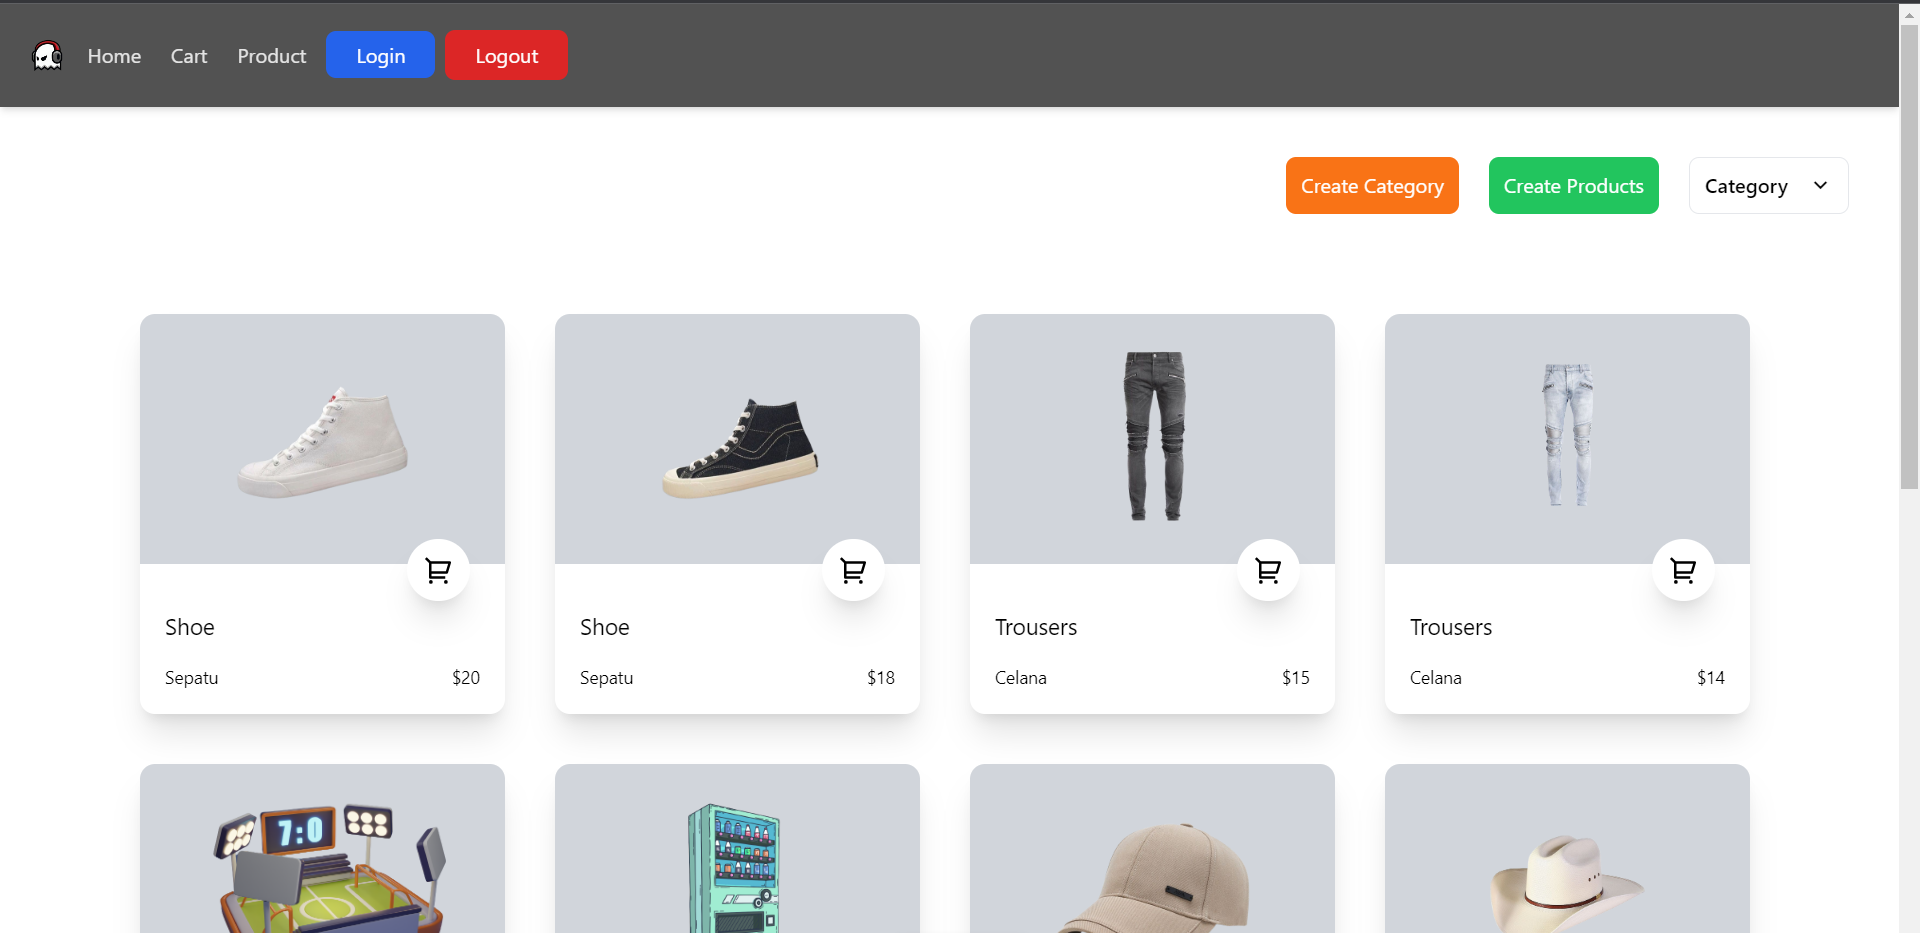 Home Cart Product Login Logout
Create Category Create Products Category
Shoe
Sepatu $20
Shoe
Sepatu $18
Trousers
Celana $15
Trousers
Celana $14
7:0